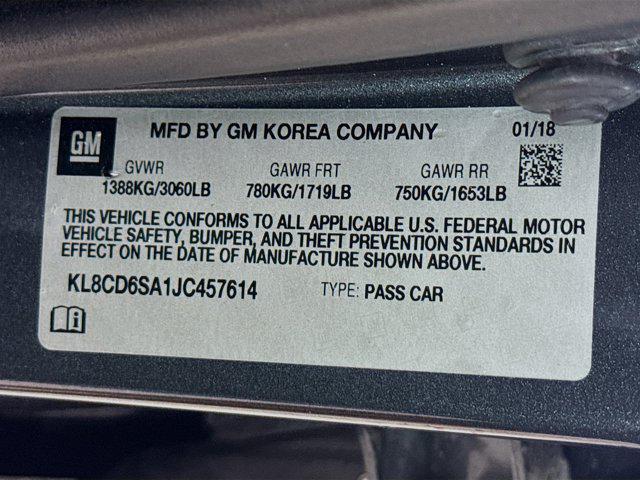 GM
MFD BY GM KOREA COMPANY 01/18
GVWR GAWR FRT GAWR RR
1388KG/3060LB 780KG/1719LB 750KG/1653LB
THIS VEHICLE CONFORMS TO ALL APPLICABLE U.S. FEDERAL MOTOR
VEHICLE SAFETY, BUMPER, AND THEFT PREVENTION STANDARDS IN
EFFECT ON THE DATE OF MANUFACTURE SHOWN ABOVE.
KL8CD6SA1JC457614 TYPE: PASS CAR